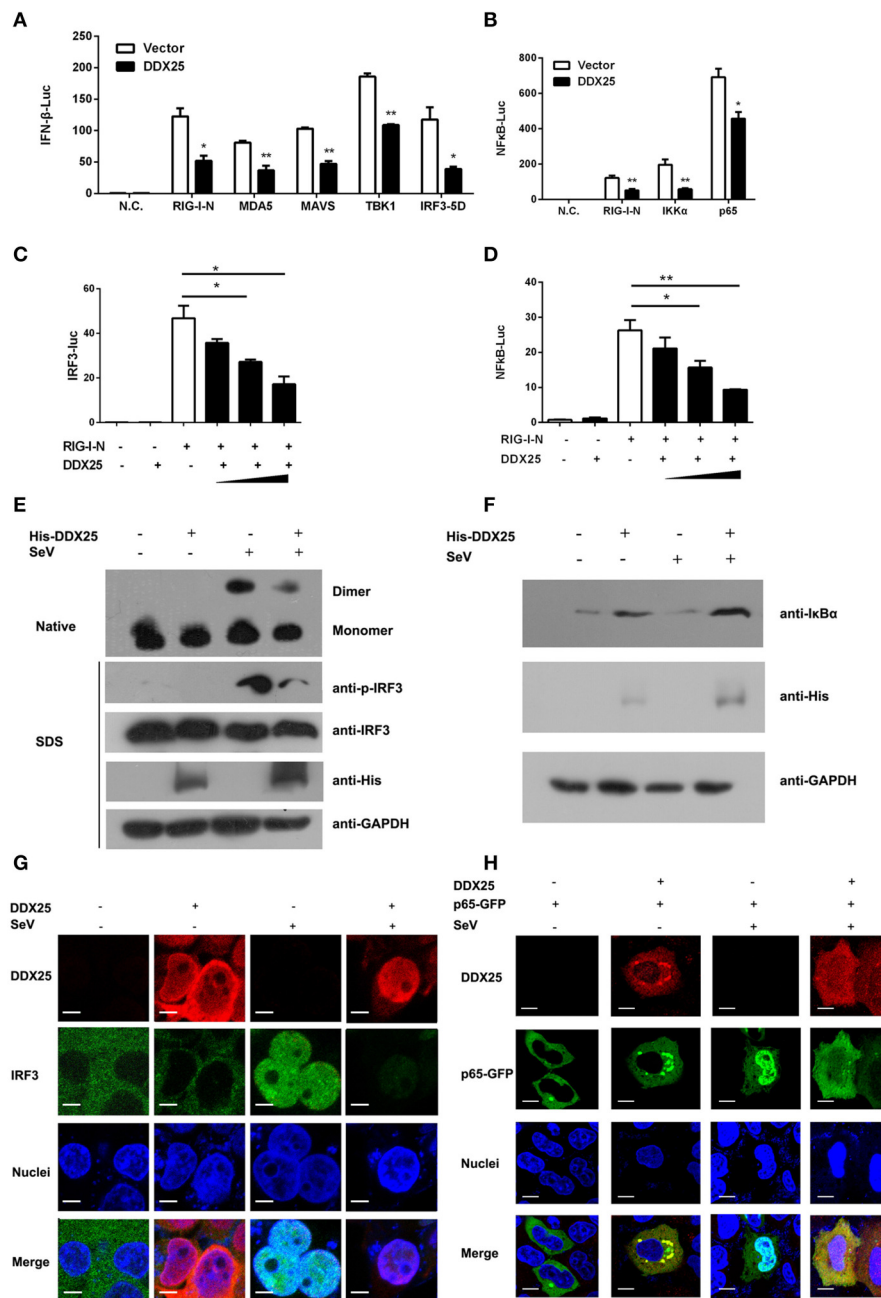 A
Vector
DDX25
IFN-β-Luc
250
200
150
100
50
0
* ** ** ** *
N.C. RIG-I-N MDA5 MAVS TBK1 IRF3-5D
B
Vector
DDX25
NFκB-Luc
800
600
400
200
0
** ** *
N.C. RIG-I-N IKKα p65
C
*
*
IRF3-luc
60
40
20
0
RIG-I-N - - + + + +
DDX25 - + - + + +
D
**
*
NFκB-Luc
40
30
20
10
0
RIG-I-N - - + + + +
DDX25 - + - + + +
E
His-DDX25 - + - +
SeV - - + +
Native
Dimer
Monomer
SDS
anti-p-IRF3
anti-IRF3
anti-His
anti-GAPDH
F
His-DDX25 - + - +
SeV - - + +
anti-IκBα
anti-His
anti-GAPDH
G
DDX25 - + - +
SeV - - + +
DDX25
IRF3
Nuclei
Merge
H
DDX25 - + - +
p65-GFP + + + +
SeV - - + +
DDX25
p65-GFP
Nuclei
Merge